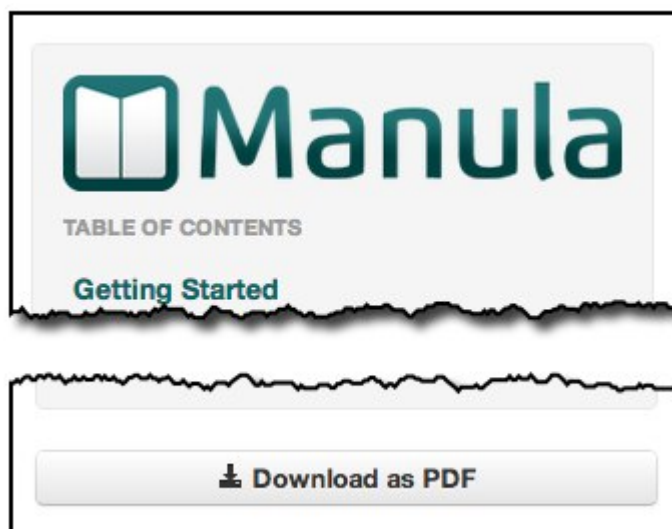 Manula
TABLE OF CONTENTS
Getting Started
Download as PDF